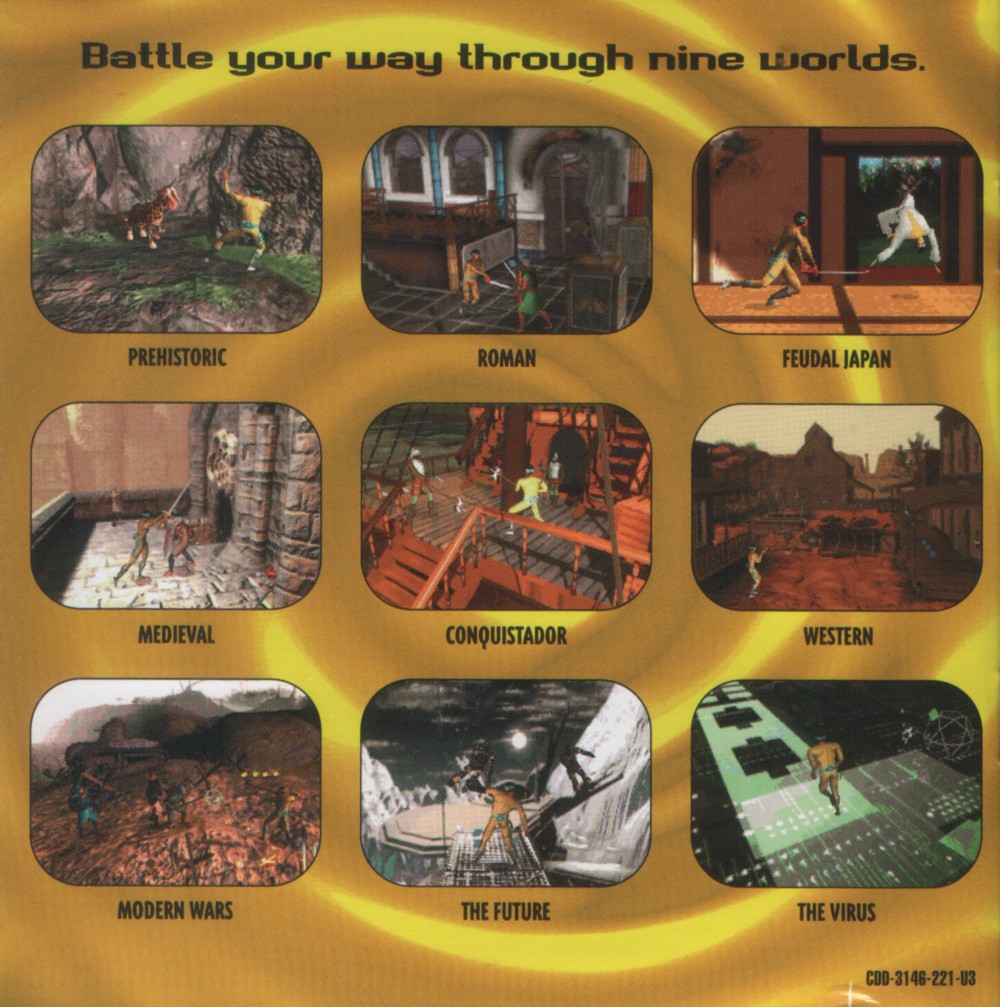 Battle your way through nine worlds.
PREHISTORIC
ROMAN
FEUDAL JAPAN
MEDIEVAL
CONQUISTADOR
WESTERN
MODERN WARS
THE FUTURE
THE VIRUS
CDD-3146-221-U3